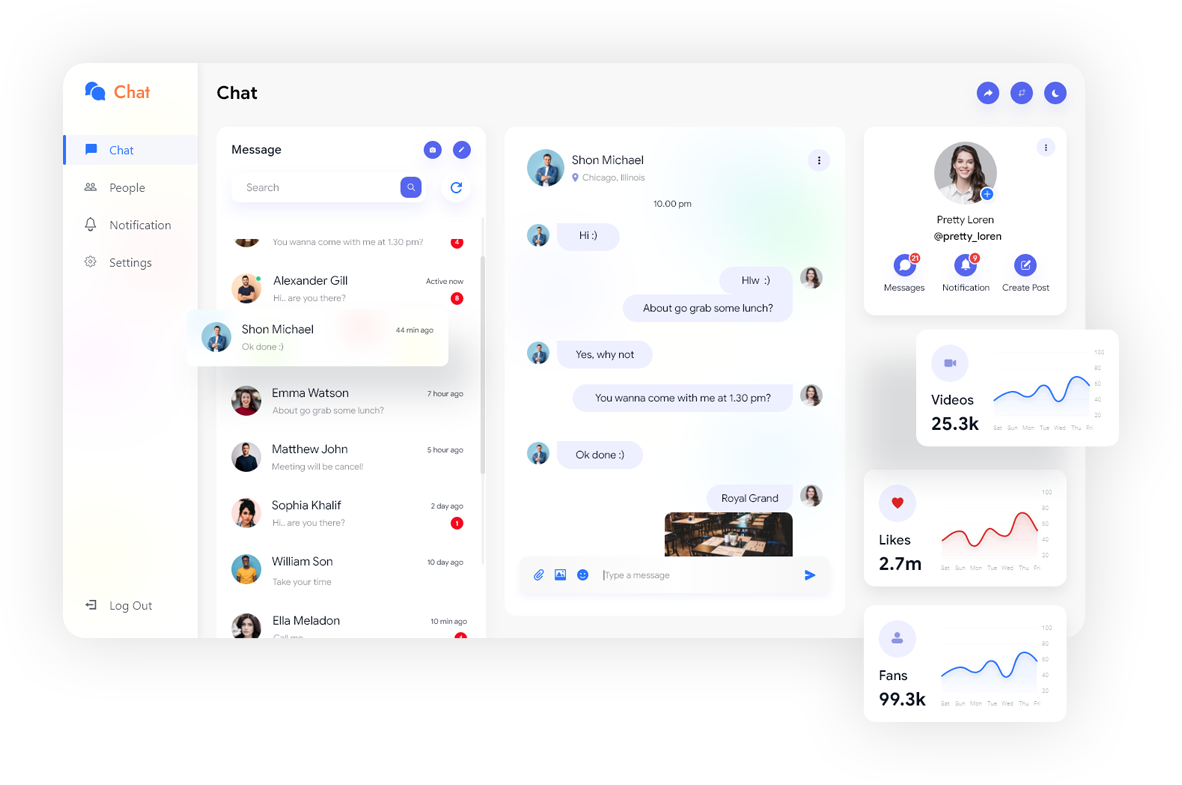 Chat
Chat
People
Notification
Settings
Log Out
Chat
Message
Search
You wanna come with me at 1.30 pm?
4
Alexander Gill
Active now
Hi.. are you there?
8
Shon Michael
44 min ago
Ok done :)
Emma Watson
7 hour ago
About go grab some lunch?
Matthew John
5 hour ago
Meeting will be cancel!
Sophia Khalif
2 day ago
Hi.. are you there?
1
William Son
10 day ago
Take your time
Ella Meladon
10 min ago
Call me
Shon Michael
Chicago, Illinois
10.00 pm
Hi :)
Hlw :)
About go grab some lunch?
Yes, why not
You wanna come with me at 1.30 pm?
Ok done :)
Royal Grand
Type a message
Pretty Loren
@pretty_loren
21
9
Messages
Notification
Create Post
Videos
25.3k
100
80
60
40
20
Sat Sun Mon Tue Wed Thu Fri
Likes
2.7m
100
80
60
40
20
Sat Sun Mon Tue Wed Thu Fri
Fans
99.3k
100
80
60
40
20
Sat Sun Mon Tue Wed Thu Fri